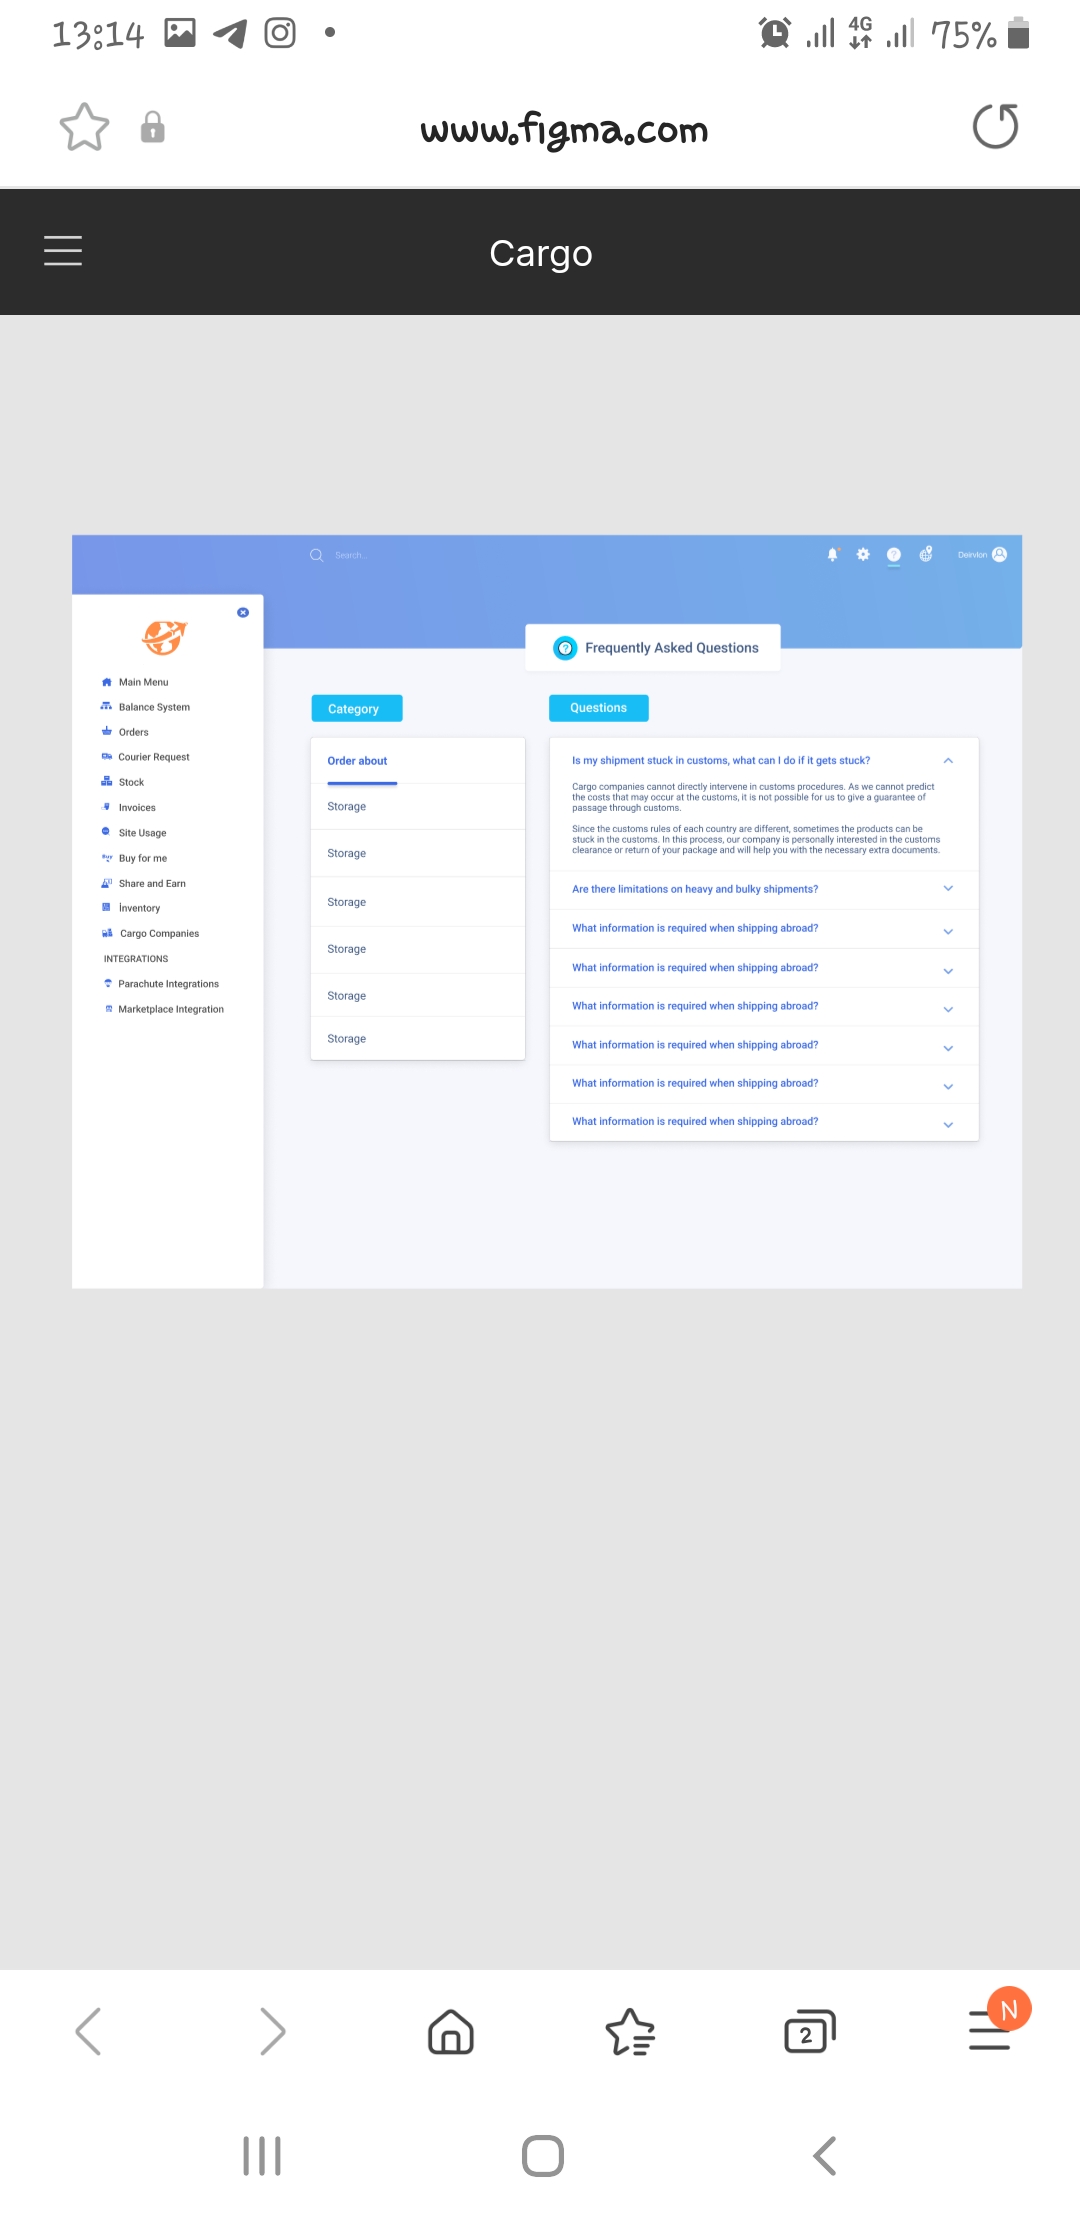 13:14
4G
75%
www.figma.com
Cargo
Search...
Deirvlon
Frequently Asked Questions
Main Menu
Balance System
Orders
Courier Request
Stock
Invoices
Site Usage
Buy for me
Share and Earn
İnventory
Cargo Companies
INTEGRATIONS
Parachute Integrations
Marketplace Integration
Category
Order about
Storage
Storage
Storage
Storage
Storage
Storage
Questions
Is my shipment stuck in customs, what can I do if it gets stuck?
Cargo companies cannot directly intervene in customs procedures. As we cannot predict
the costs that may occur at the customs, it is not possible for us to give a guarantee of
passage through customs.
Since the customs rules of each country are different, sometimes the products can be
stuck in the customs. In this process, our company is personally interested in the customs
clearance or return of your package and will help you with the necessary extra documents.
Are there limitations on heavy and bulky shipments?
What information is required when shipping abroad?
What information is required when shipping abroad?
What information is required when shipping abroad?
What information is required when shipping abroad?
What information is required when shipping abroad?
What information is required when shipping abroad?
2
N